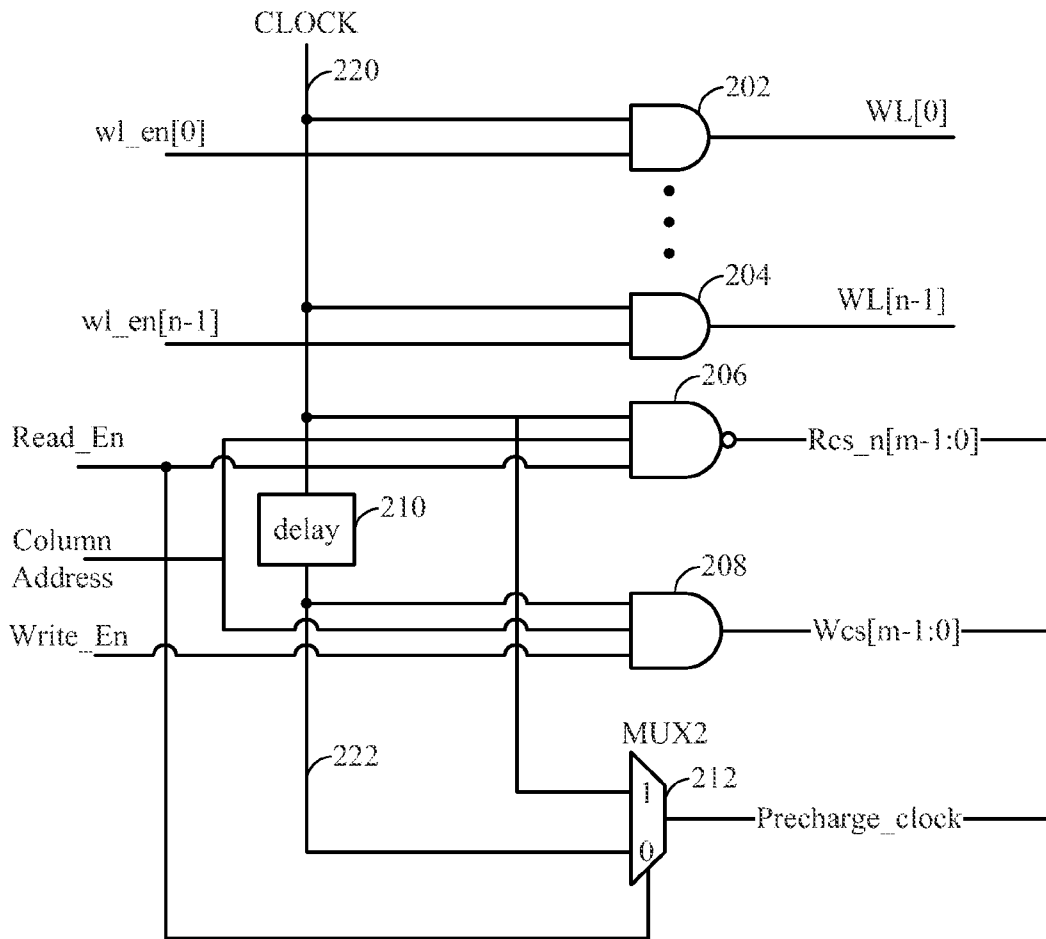 CLOCK
220
202
WL[0]
wl_en[0]
204
WL[n-1]
wl_en[n-1]
206
Read_En
Rcs_n[m-1:0]
210
delay
Column
Address
208
Write_En
Wcs[m-1:0]
MUX2
222
212
1
Precharge_clock
0